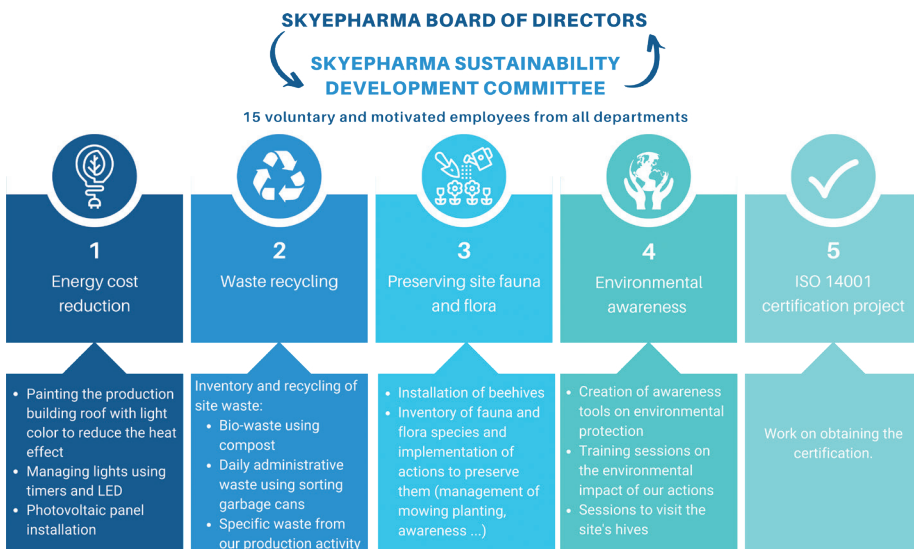 SKYEPHARMA BOARD OF DIRECTORS
SKYEPHARMA SUSTAINABILITY
DEVELOPMENT COMMITTEE
15 voluntary and motivated employees from all departments
1
Energy cost
reduction
2
Waste recycling
3
Preserving site fauna
and flora
4
Environmental
awareness
5
ISO 14001
certification project
• Painting the production
building roof with light
color to reduce the heat
effect
• Managing lights using
timers and LED
• Photovoltaic panel
installation
Inventory and recycling of
site waste:
• Bio-waste using
compost
• Daily administrative
waste using sorting
garbage cans
• Specific waste from
our production activity
• Installation of beehives
• Inventory of fauna and
flora species and
implementation of
actions to preserve
them (management of
mowing planting,
awareness ...)
• Creation of awareness
tools on environmental
protection
• Training sessions on
the environmental
impact of our actions
• Sessions to visit the
site's hives
Work on obtaining the
certification.